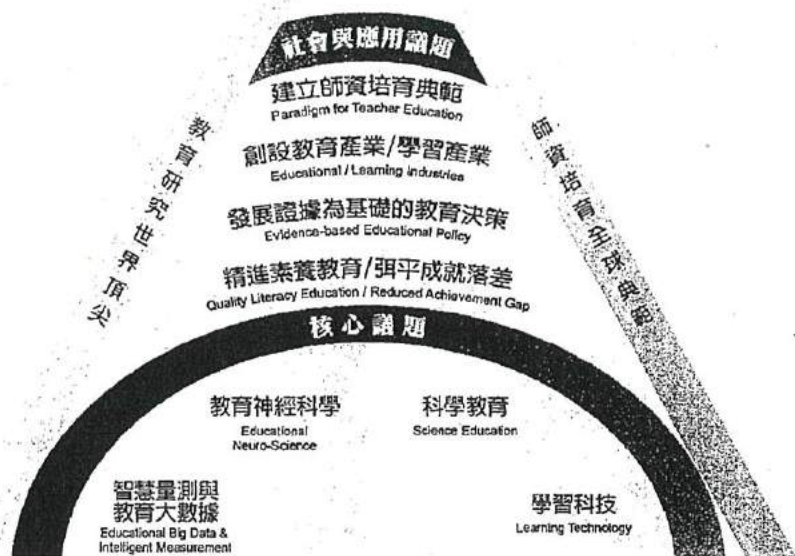 社會與應用議題
建立師資培育典範
Paradigm for Teacher Education
創設教育產業/學習產業
Educational / Learning Industries
發展證據為基礎的教育決策
Evidence-based Educational Policy
精進素養教育/弭平成就落差
Quality Literacy Education / Reduced Achievement Gap
教育研究世界頂尖
師資培育全球典範
核心議題
教育神經科學
Educational
Neuro-Science
科學教育
Science Education
智慧量測與
教育大數據
Educational Big Data &
Intelligent Measurement
學習科技
Learning Technology